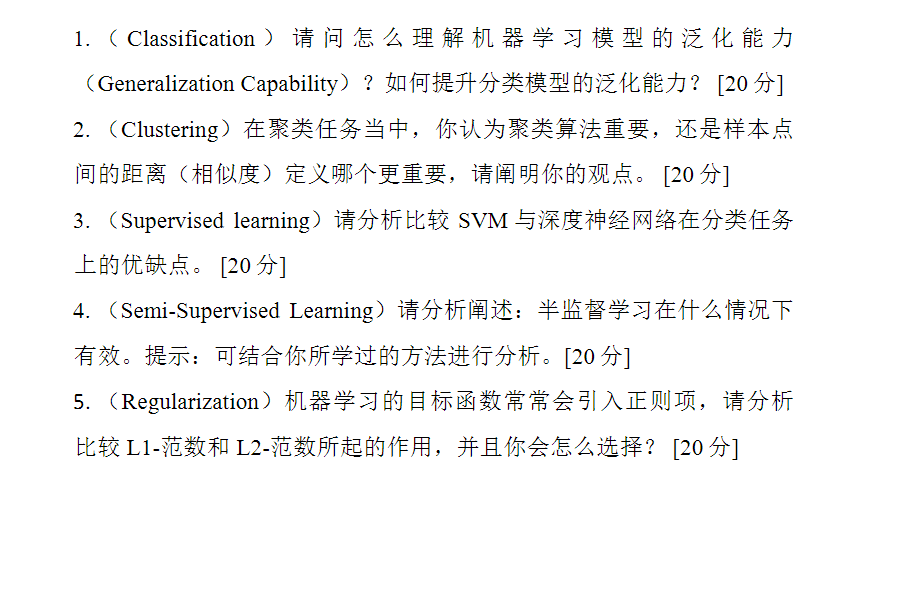 1. （ Classification ） 请 问 怎 么 理 解 机 器 学 习 模 型 的 泛 化 能 力
（Generalization Capability）？如何提升分类模型的泛化能力？ [20 分]
2. （Clustering）在聚类任务当中，你认为聚类算法重要，还是样本点
间的距离（相似度）定义哪个更重要，请阐明你的观点。 [20 分]
3. （Supervised learning）请分析比较 SVM 与深度神经网络在分类任务
上的优缺点。 [20 分]
4. （Semi-Supervised Learning）请分析阐述：半监督学习在什么情况下
有效。提示：可结合你所学过的方法进行分析。[20 分]
5. （Regularization）机器学习的目标函数常常会引入正则项，请分析
比较 L1-范数和 L2-范数所起的作用，并且你会怎么选择？ [20 分]